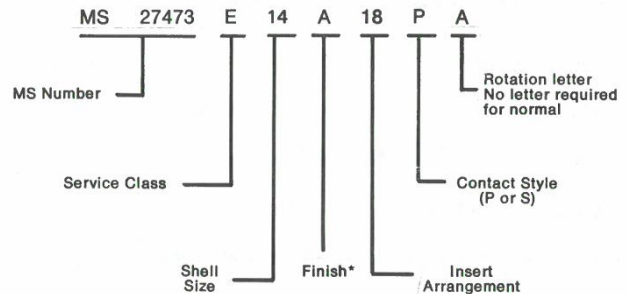 MS 27473 E 14 A 18 P A
Rotation letter
No letter required
for normal
MS Number
Service Class
Contact Style
(P or S)
Shell
Size
Finish*
Insert
Arrangement